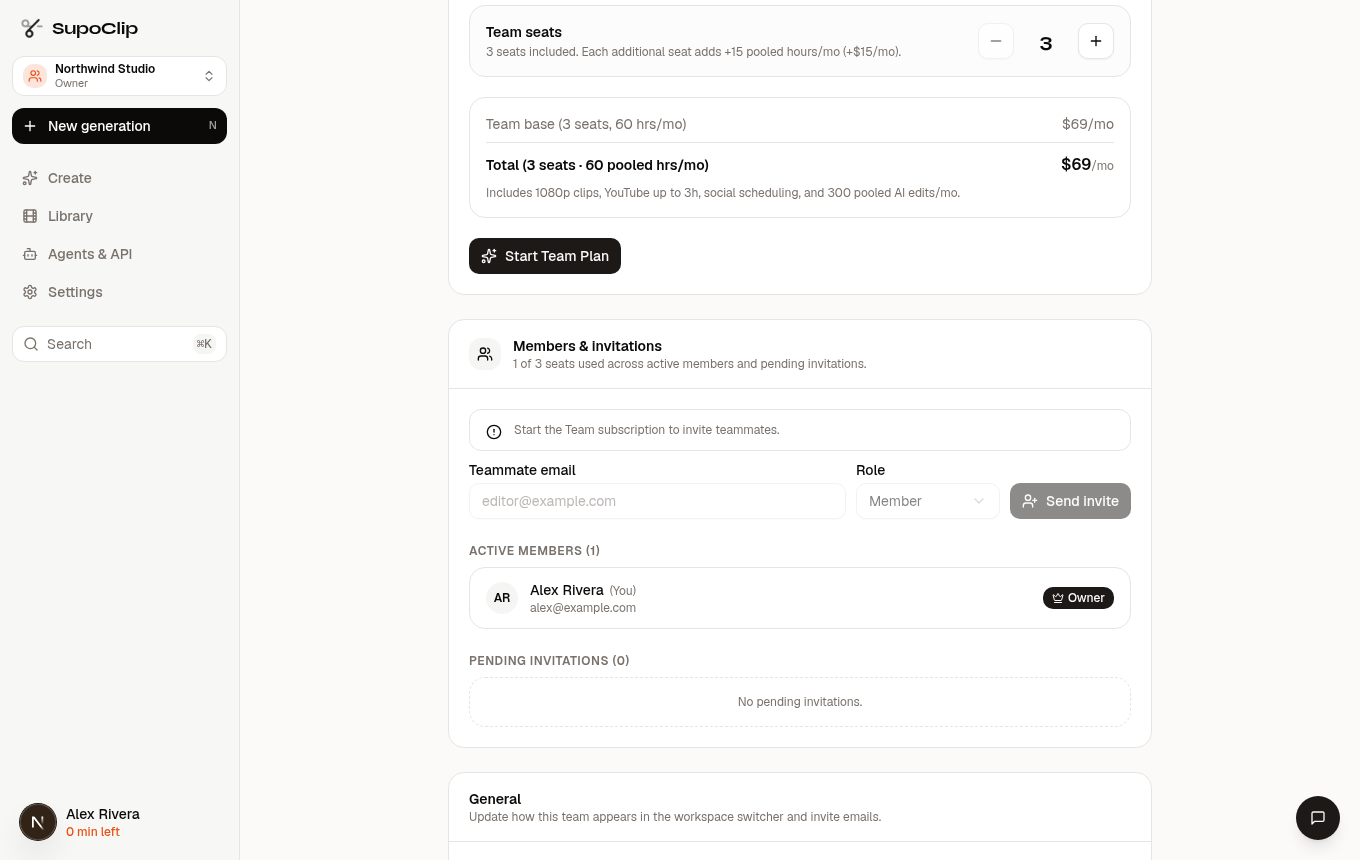 SupoClip
Northwind Studio
Owner
New generation
N
Create
Library
Agents & API
Settings
Search
⌘K
Alex Rivera
0 min left
Team seats
3 seats included. Each additional seat adds +15 pooled hours/mo (+$15/mo).
3
Team base (3 seats, 60 hrs/mo)
$69/mo
Total (3 seats · 60 pooled hrs/mo)
$69/mo
Includes 1080p clips, YouTube up to 3h, social scheduling, and 300 pooled AI edits/mo.
Start Team Plan
Members & invitations
1 of 3 seats used across active members and pending invitations.
Start the Team subscription to invite teammates.
Teammate email
Role
editor@example.com
Member
Send invite
ACTIVE MEMBERS (1)
AR
Alex Rivera (You)
alex@example.com
Owner
PENDING INVITATIONS (0)
No pending invitations.
General
Update how this team appears in the workspace switcher and invite emails.